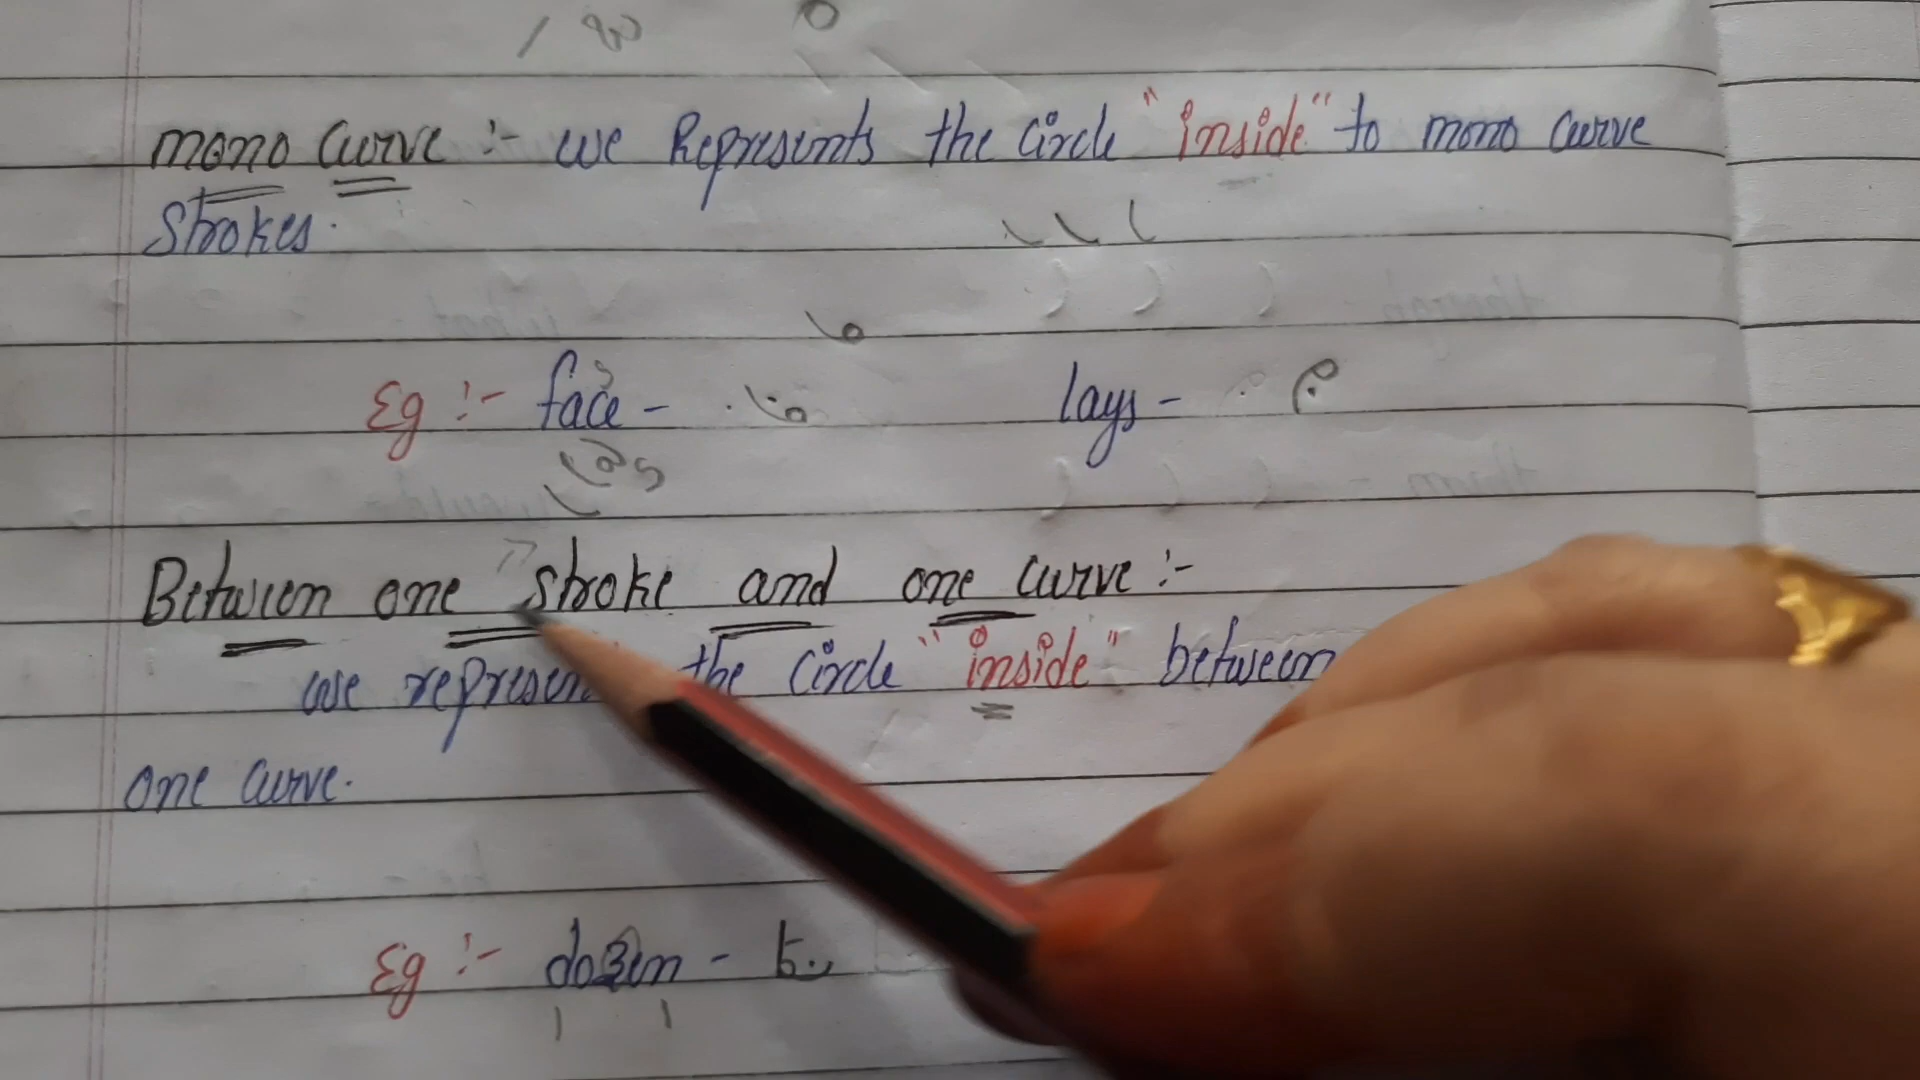 mono Curve :- we Represents the Circle "inside" to mono Curve
Strokes.
Eg :- face - lays -
Between one stroke and one Curve :-
we represent the Circle "inside" between
one Curve.
Eg :- dozen -